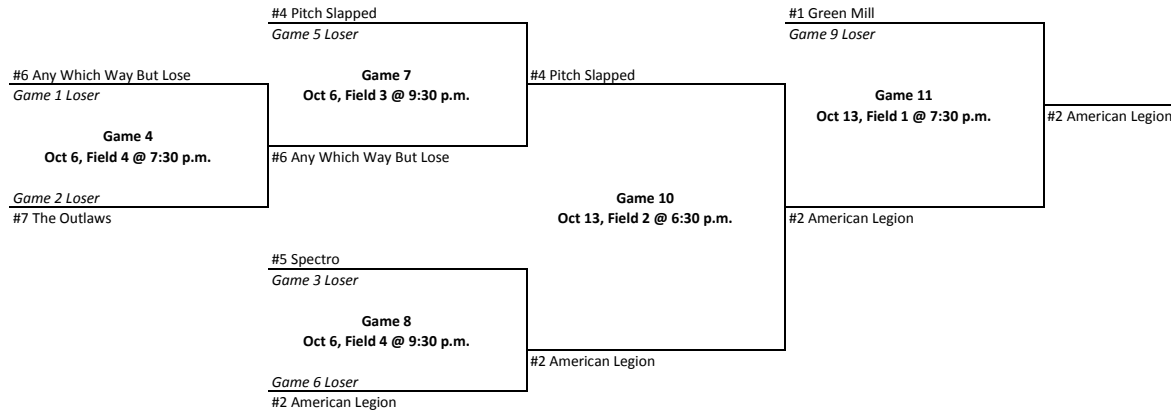 #4 Pitch Slapped
Game 5 Loser
#1 Green Mill
Game 9 Loser
#6 Any Which Way But Lose
Game 1 Loser
Game 7
Oct 6, Field 3 @ 9:30 p.m.
#4 Pitch Slapped
Game 11
Oct 13, Field 1 @ 7:30 p.m.
#2 American Legion
Game 4
Oct 6, Field 4 @ 7:30 p.m.
#6 Any Which Way But Lose
Game 2 Loser
#7 The Outlaws
Game 10
Oct 13, Field 2 @ 6:30 p.m.
#2 American Legion
#5 Spectro
Game 3 Loser
Game 8
Oct 6, Field 4 @ 9:30 p.m.
#2 American Legion
Game 6 Loser
#2 American Legion